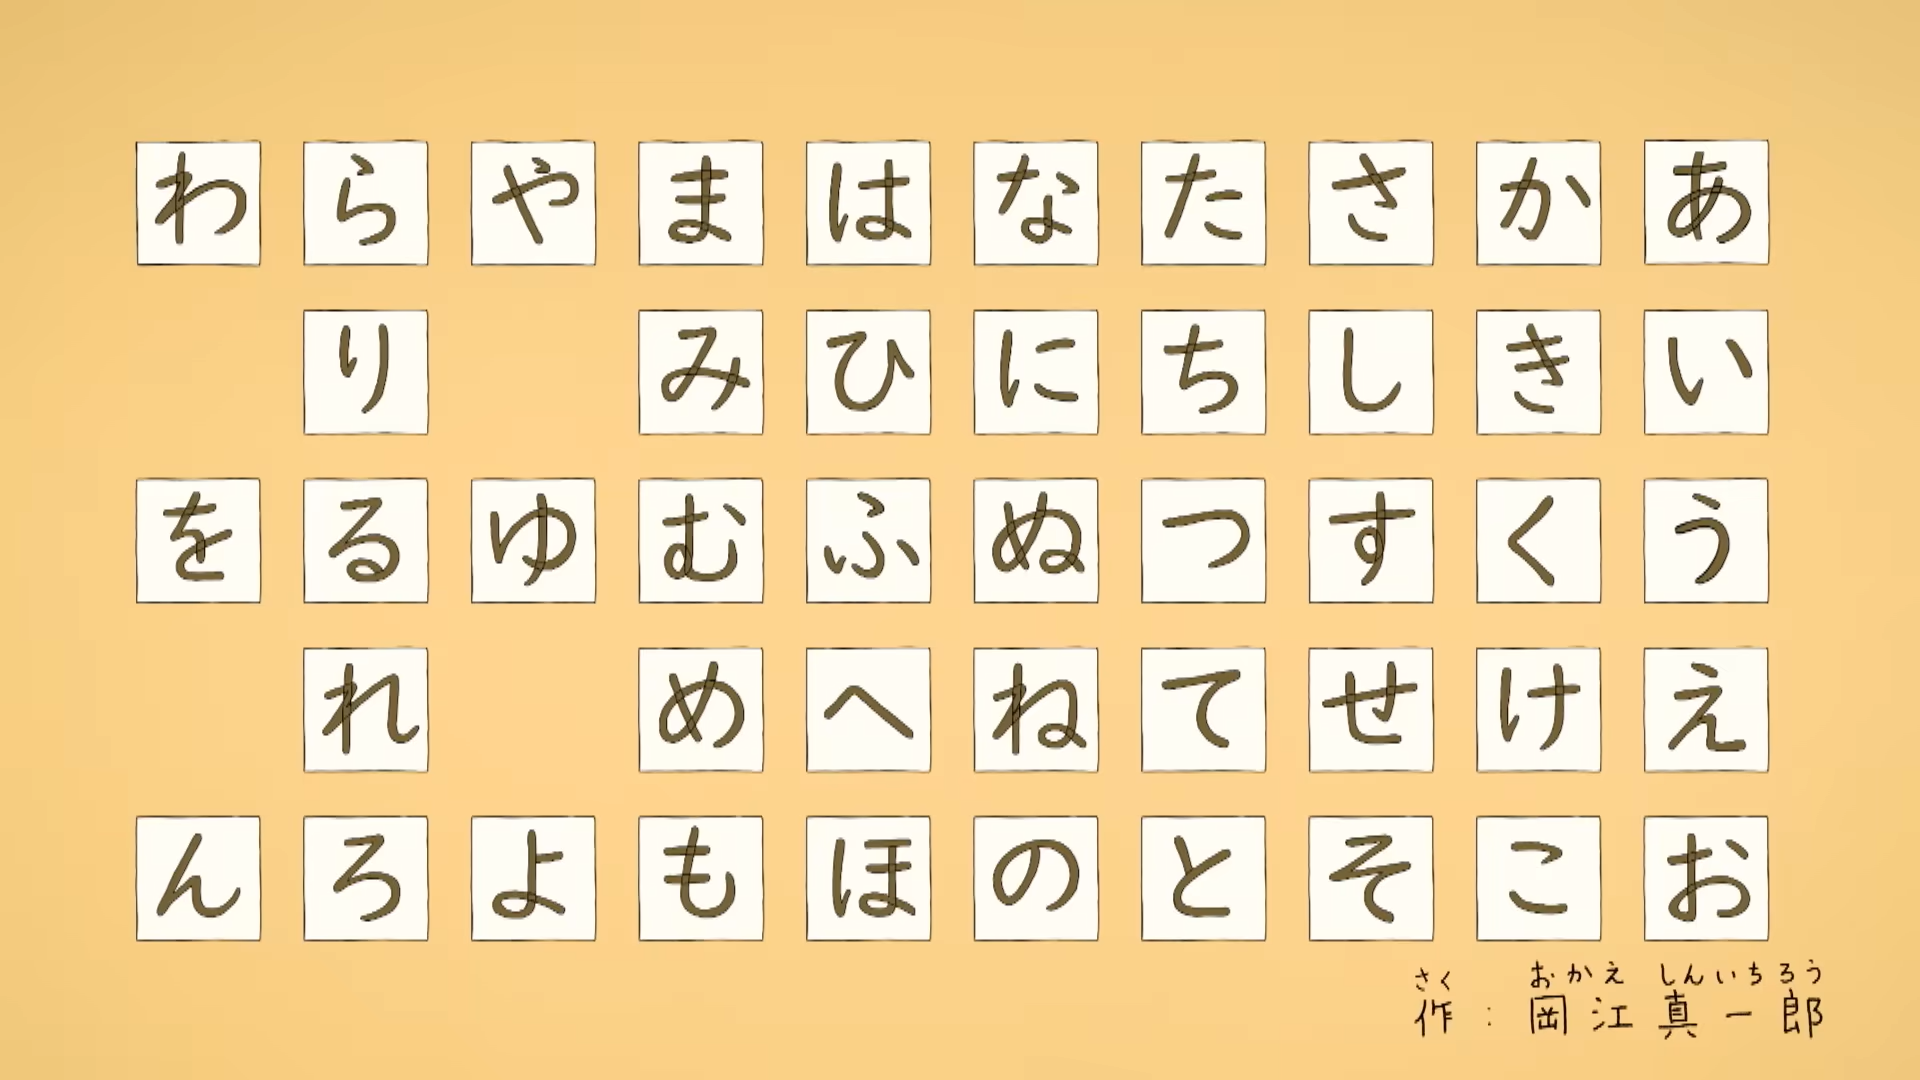 わ ら や ま は な た さ か あ
り み ひ に ち し き い
を る ゆ む ふ ぬ つ す く う
れ め へ ね て せ け え
ん ろ よ も ほ の と そ こ お
さく おかえ しんいちろう
作：岡江真一郎